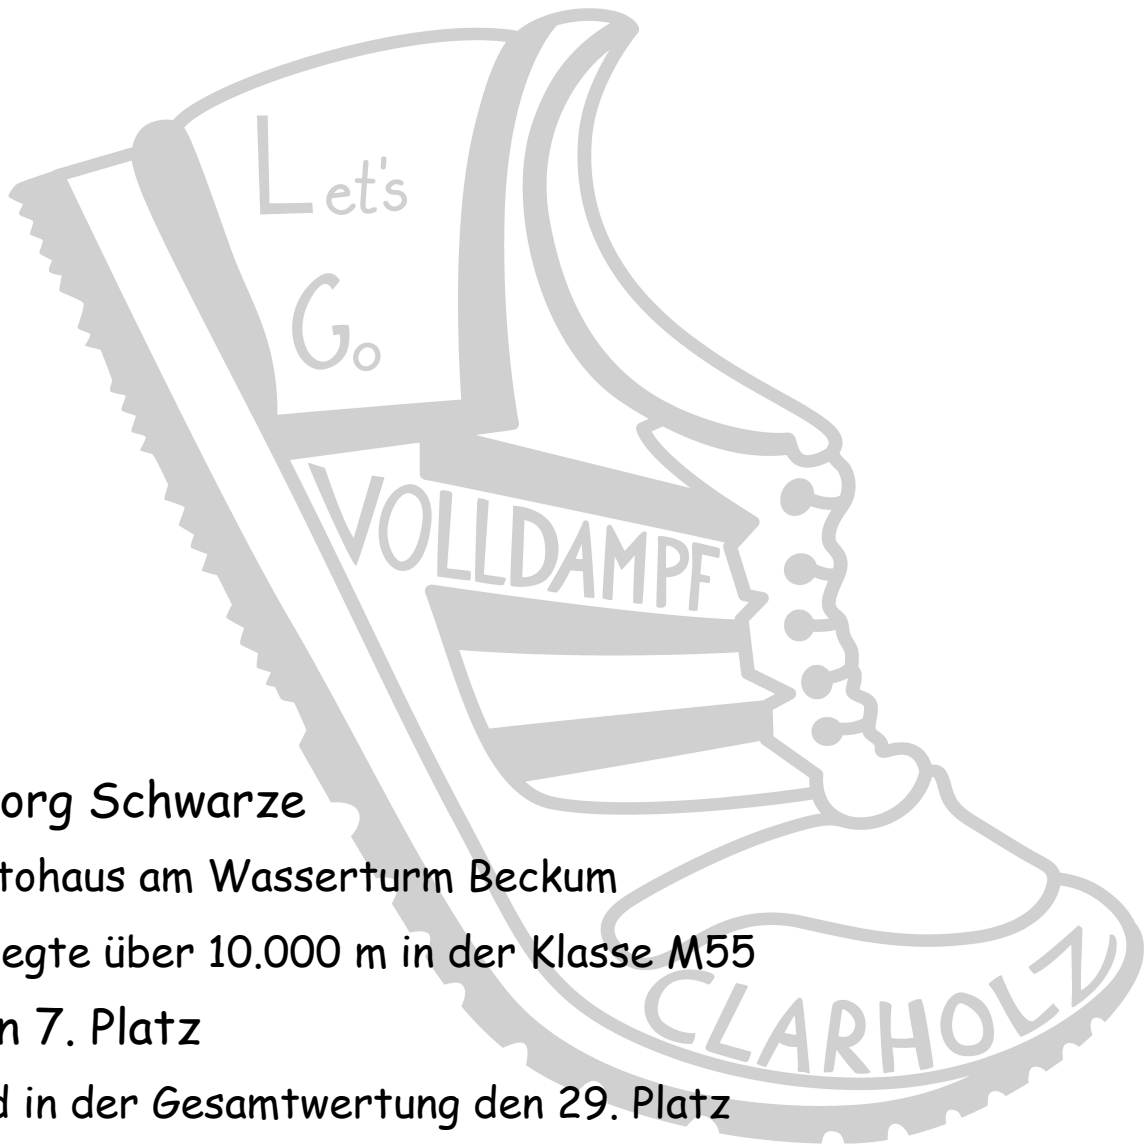 Let's
Go
VOLLDAMPF
org Schwarze
tohaus am Wasserturm Beckum
egte über 10.000 m in der Klasse M55
n 7. Platz
d in der Gesamtwertung den 29. Platz
CLARHOLZ